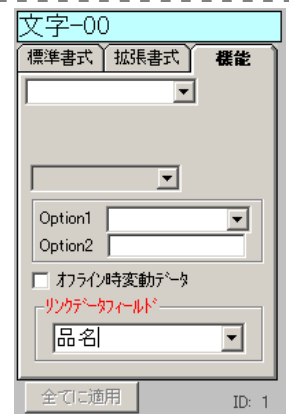 文字-00
標準書式 拡張書式 機能
Option1
Option2
オフライン時変動データ
リンクデータフィールド
品名
全てに適用 ID: 1